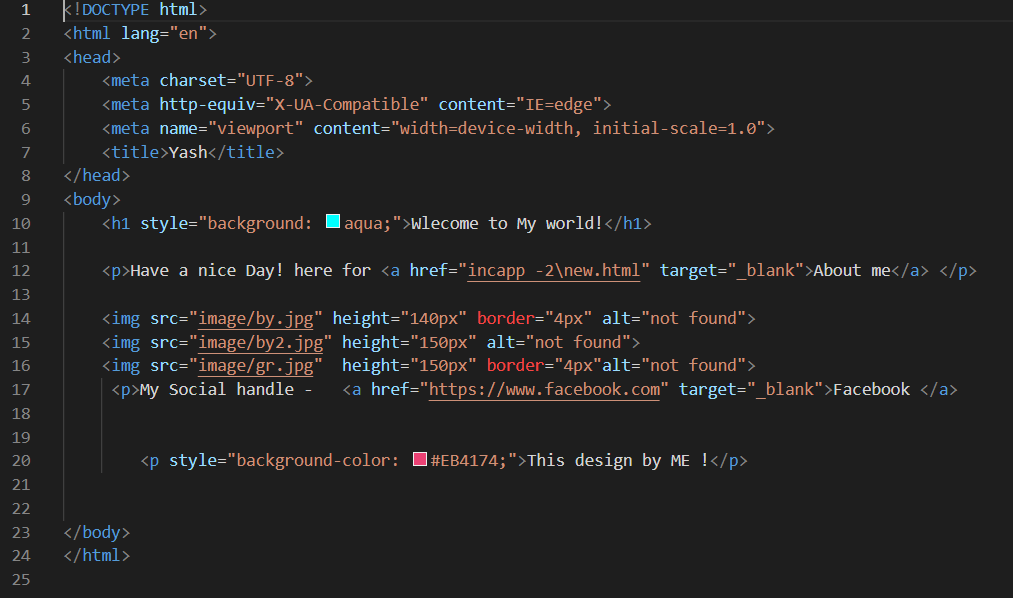 1 <!DOCTYPE html>
2 <html lang="en">
3 <head>
4     <meta charset="UTF-8">
5     <meta http-equiv="X-UA-Compatible" content="IE=edge">
6     <meta name="viewport" content="width=device-width, initial-scale=1.0">
7     <title>Yash</title>
8 </head>
9 <body>
10     <h1 style="background: aqua;">Wlecome to My world!</h1>
11
12     <p>Have a nice Day! here for <a href="incapp -2\new.html" target="_blank">About me</a> </p>
13
14     <img src="image/by.jpg" height="140px" border="4px" alt="not found">
15     <img src="image/by2.jpg" height="150px" alt="not found">
16     <img src="image/gr.jpg"  height="150px" border="4px"alt="not found">
17      <p>My Social handle -   <a href="https://www.facebook.com" target="_blank">Facebook </a>
18
19
20         <p style="background-color: #EB4174;">This design by ME !</p>
21
22
23 </body>
24 </html>
25